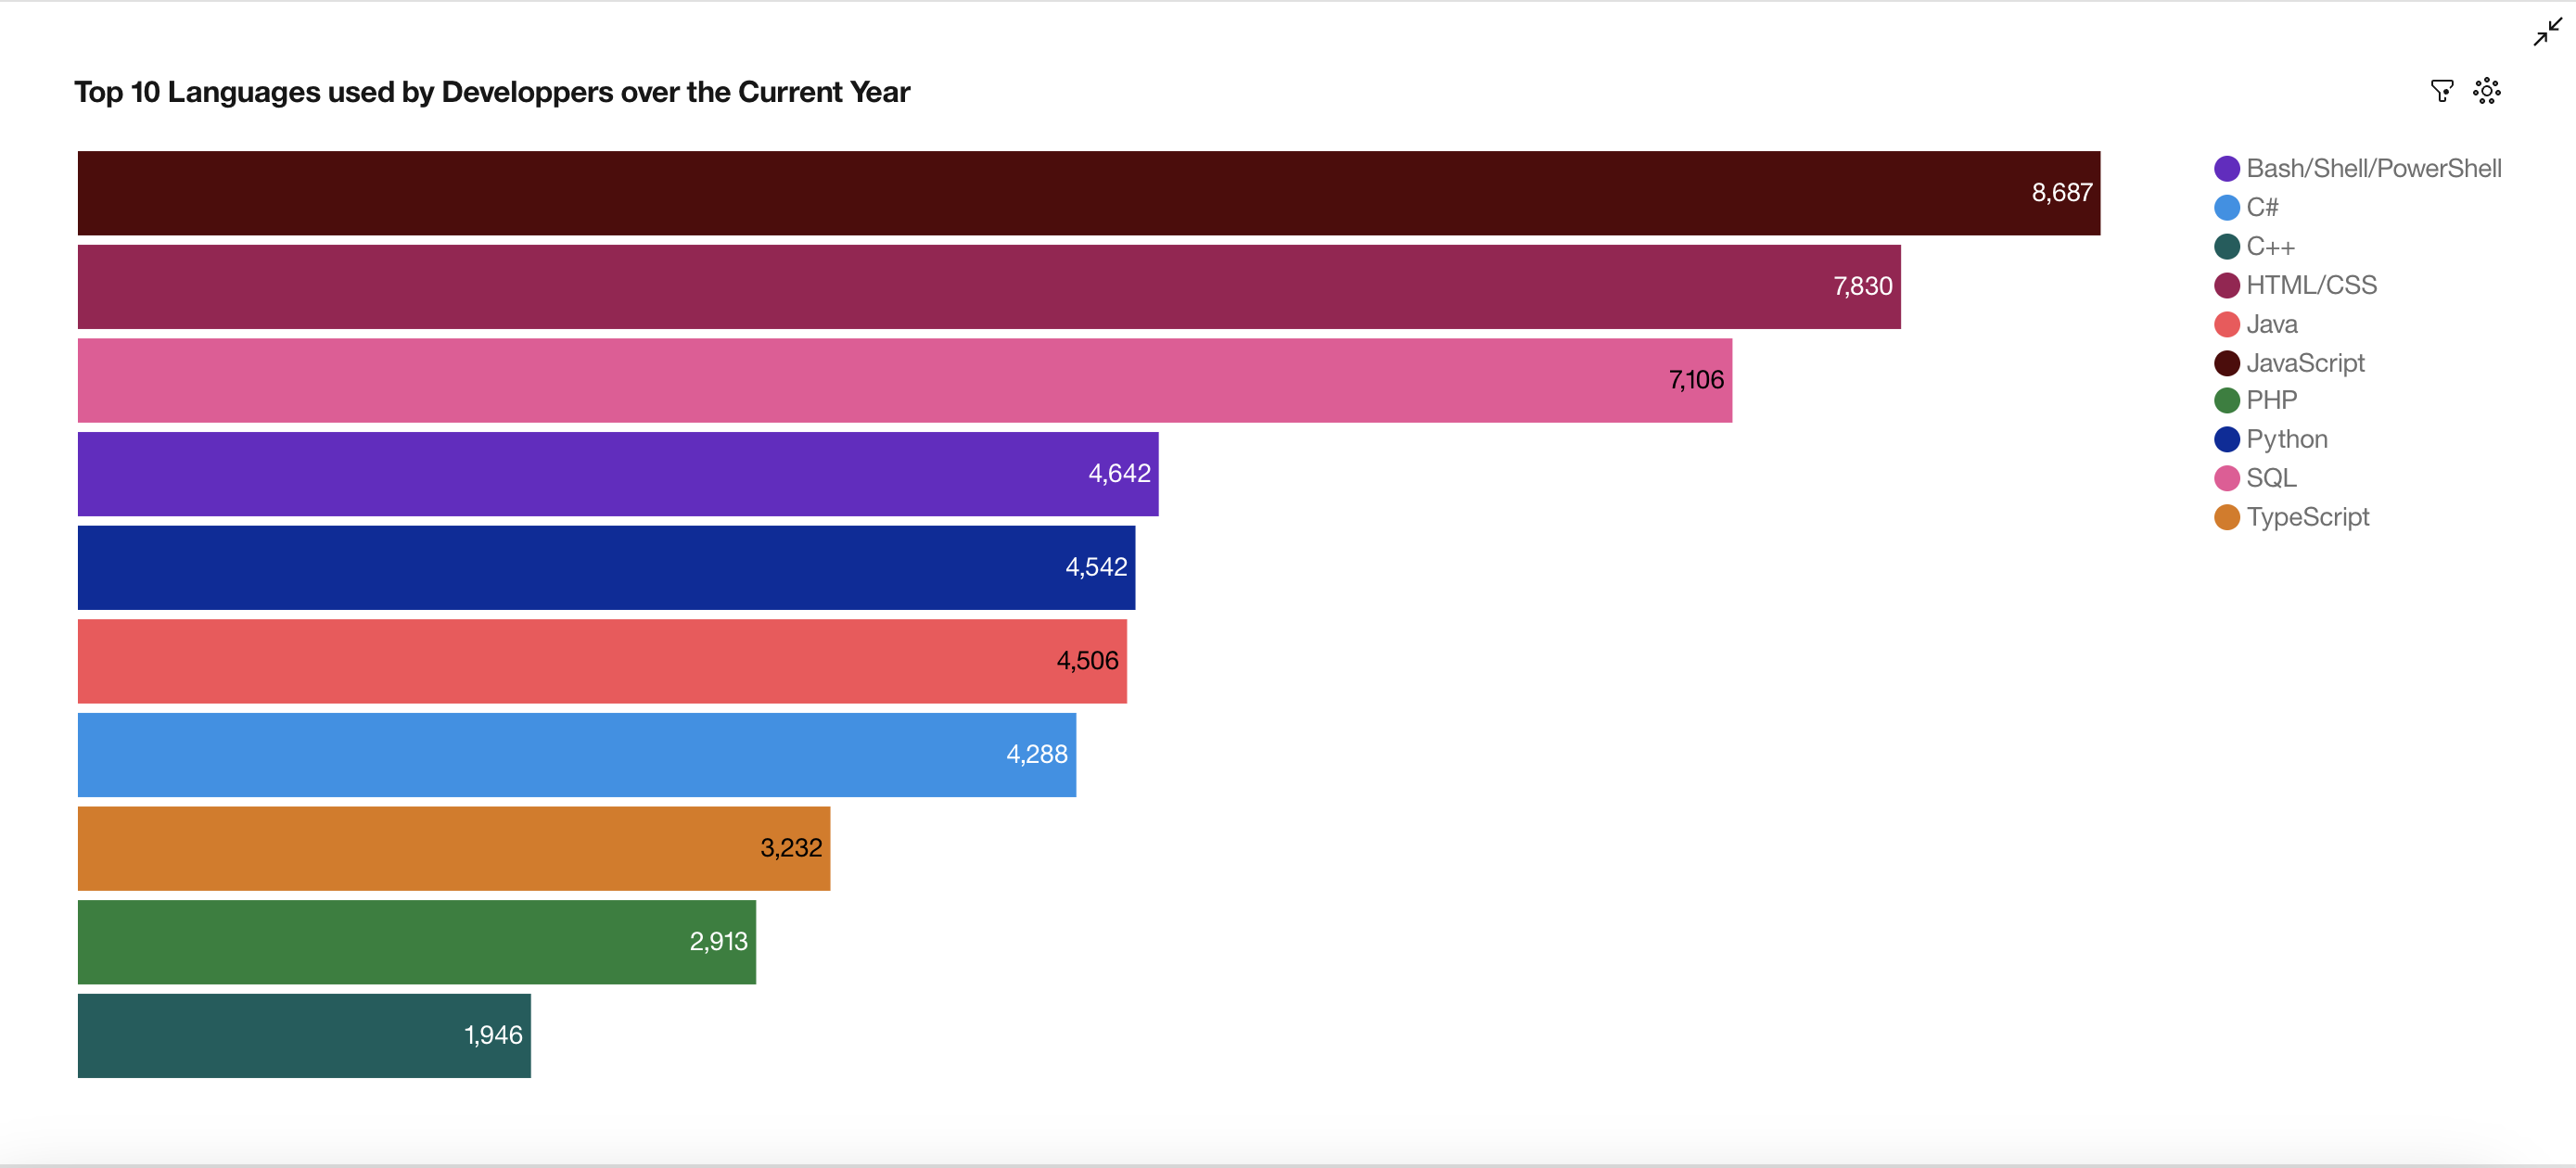 Top 10 Languages used by Developpers over the Current Year
8,687
7,830
7,106
4,642
4,542
4,506
4,288
3,232
2,913
1,946
Bash/Shell/PowerShell
C#
C++
HTML/CSS
Java
JavaScript
PHP
Python
SQL
TypeScript